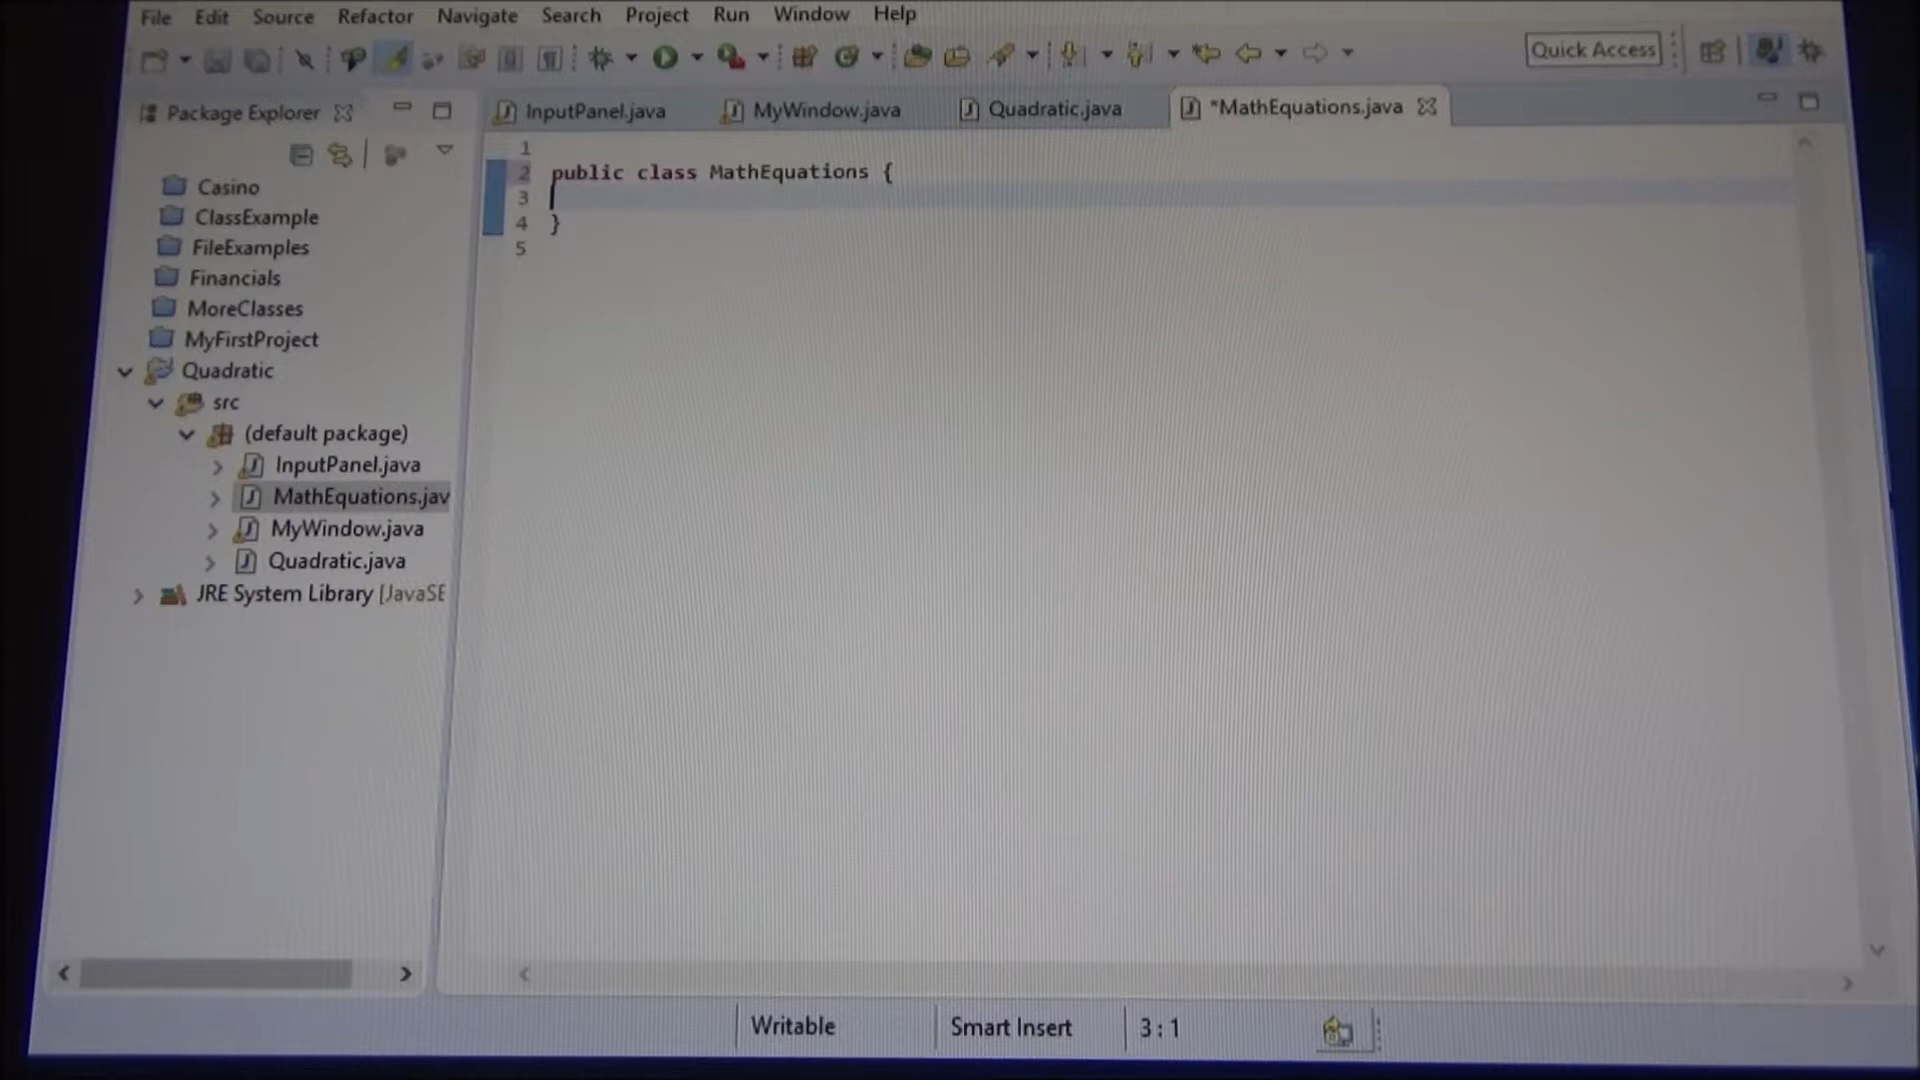 File Edit Source Refactor Navigate Search Project Run Window Help
Quick Access
Package Explorer
InputPanel.java MyWindow.java Quadratic.java *MathEquations.java
Casino
ClassExample
FileExamples
Financials
MoreClasses
MyFirstProject
Quadratic
src
(default package)
InputPanel.java
MathEquations.jav
MyWindow.java
Quadratic.java
JRE System Library [JavaSE
1
2 public class MathEquations {
3
4 }
5
Writable Smart Insert 3 : 1